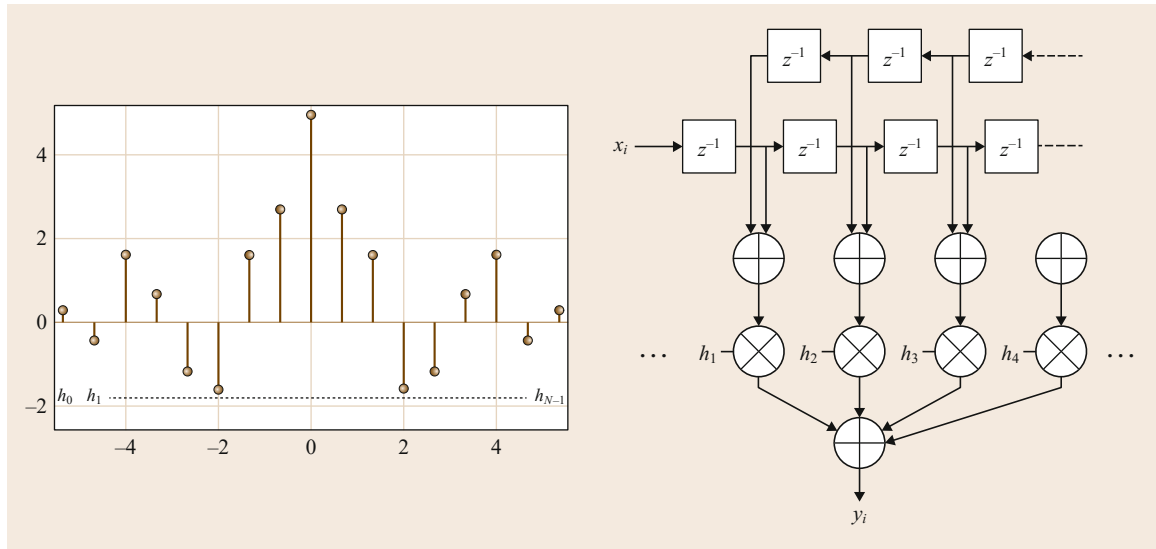 4
2
0
–2
h₀ h₁ h_{N–1}
–4 –2 0 2 4
z⁻¹ z⁻¹ z⁻¹
xᵢ z⁻¹ z⁻¹ z⁻¹ z⁻¹
... h₁ h₂ h₃ h₄ ...
yᵢ